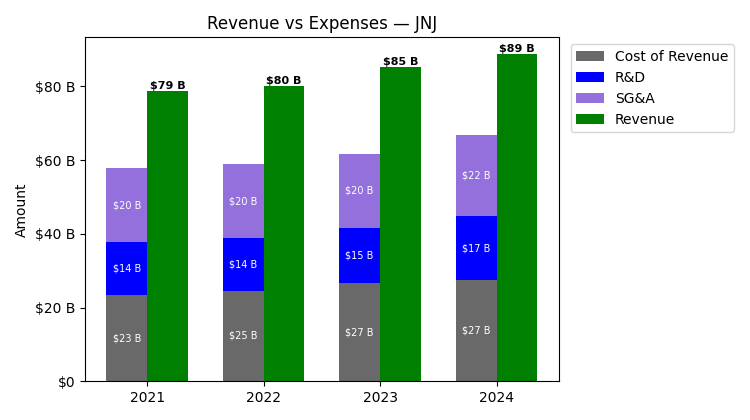 Revenue vs Expenses — JNJ
Cost of Revenue
R&D
SG&A
Revenue
Amount
$80 B
$60 B
$40 B
$20 B
$0
$79 B
$80 B
$85 B
$89 B
$20 B
$20 B
$20 B
$22 B
$14 B
$14 B
$15 B
$17 B
$23 B
$25 B
$27 B
$27 B
2021
2022
2023
2024